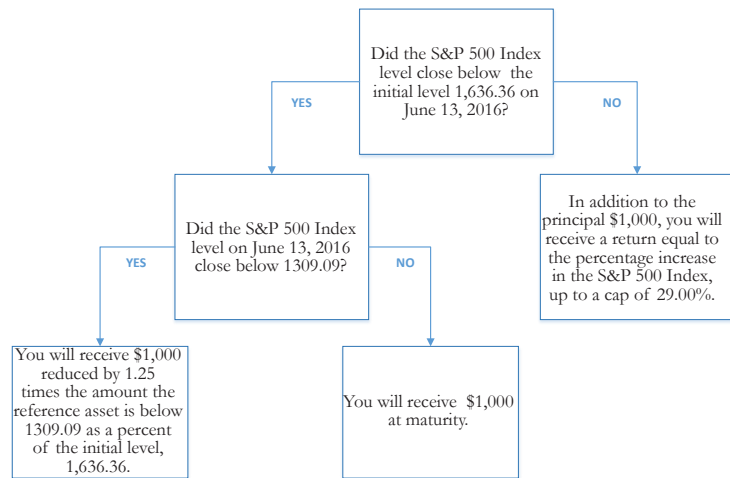 Did the S&P 500 Index
level close below the
initial level 1,636.36 on
June 13, 2016?
YES
NO
Did the S&P 500 Index
level on June 13, 2016
close below 1309.09?
In addition to the
principal $1,000, you will
receive a return equal to
the percentage increase
in the S&P 500 Index,
up to a cap of 29.00%.
YES
NO
You will receive $1,000
reduced by 1.25
times the amount the
reference asset is below
1309.09 as a percent
of the initial level,
1,636.36.
You will receive $1,000
at maturity.